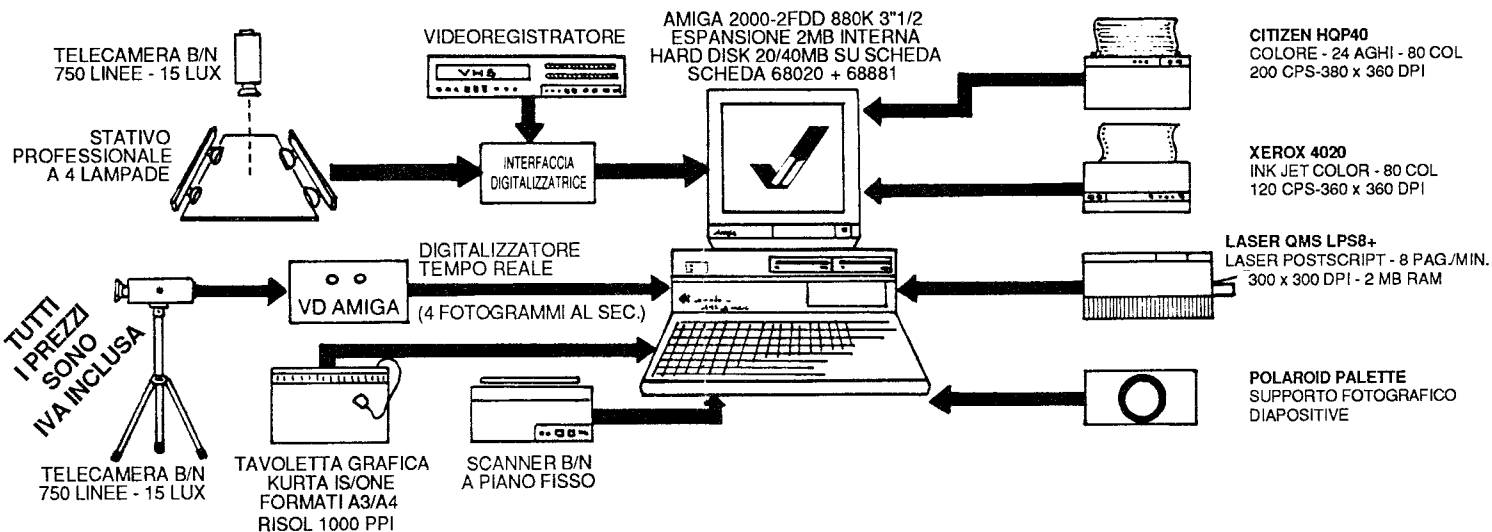 TELECAMERA B/N
750 LINEE - 15 LUX
STATIVO
PROFESSIONALE
A 4 LAMPADE
VIDEOREGISTRATORE
VHS
INTERFACCIA
DIGITALIZZATRICE
AMIGA 2000-2FDD 880K 3"1/2
ESPANSIONE 2MB INTERNA
HARD DISK 20/40MB SU SCHEDA
SCHEDA 68020 + 68881
CITIZEN HQP40
COLORE - 24 AGHI - 80 COL
200 CPS-380 x 360 DPI
XEROX 4020
INK JET COLOR - 80 COL
120 CPS-360 x 360 DPI
LASER QMS LPS8+
LASER POSTSCRIPT - 8 PAG./MIN.
300 x 300 DPI - 2 MB RAM
POLAROID PALETTE
SUPPORTO FOTOGRAFICO
DIAPOSITIVE
DIGITALIZZATORE
TEMPO REALE
(4 FOTOGRAMMI AL SEC.)
VD AMIGA
TUTTI
I PREZZI
SONO
IVA INCLUSA
TELECAMERA B/N
750 LINEE - 15 LUX
TAVOLETTA GRAFICA
KURTA IS/ONE
FORMATI A3/A4
RISOL 1000 PPI
SCANNER B/N
A PIANO FISSO